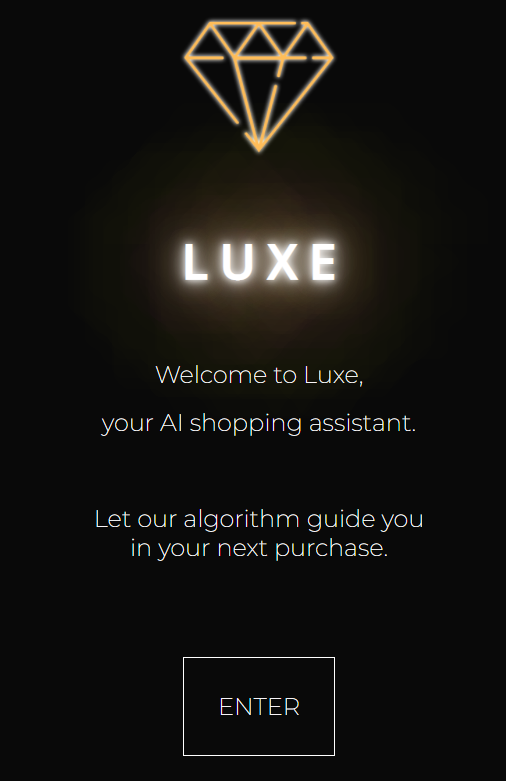 LUXE
Welcome to Luxe,
your AI shopping assistant.
Let our algorithm guide you
in your next purchase.
ENTER